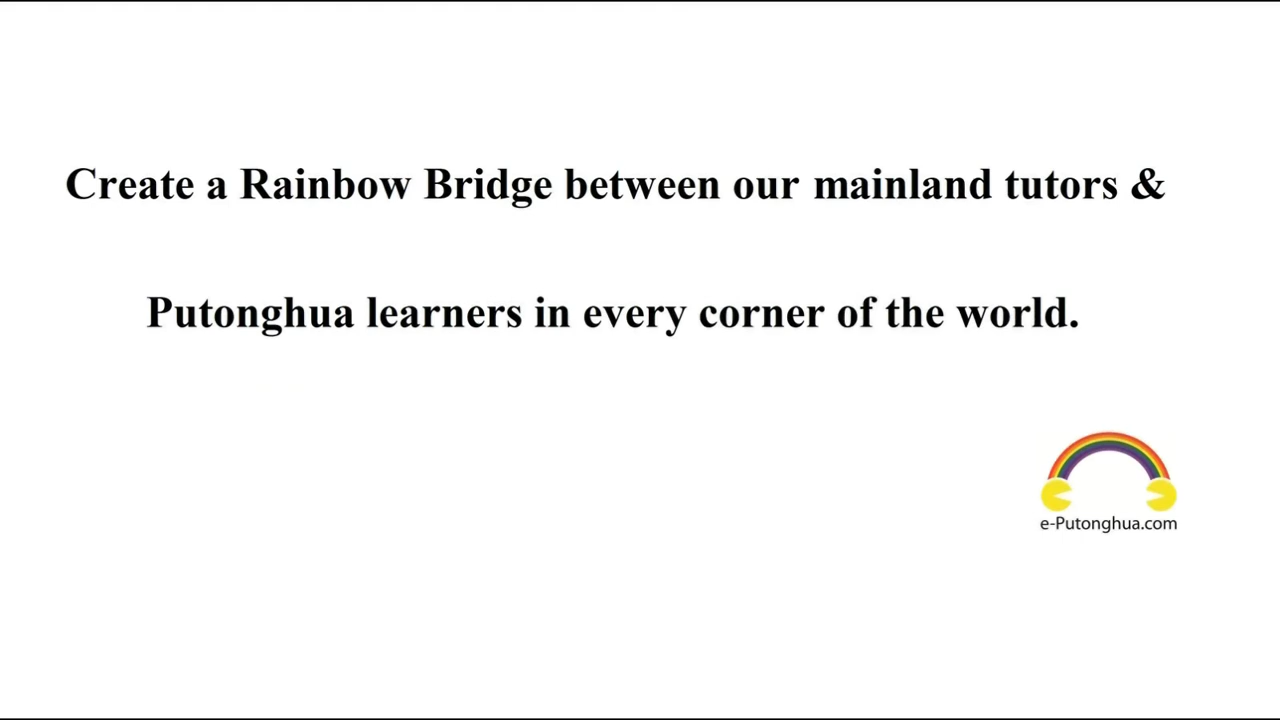 Create a Rainbow Bridge between our mainland tutors &
Putonghua learners in every corner of the world.
e-Putonghua.com